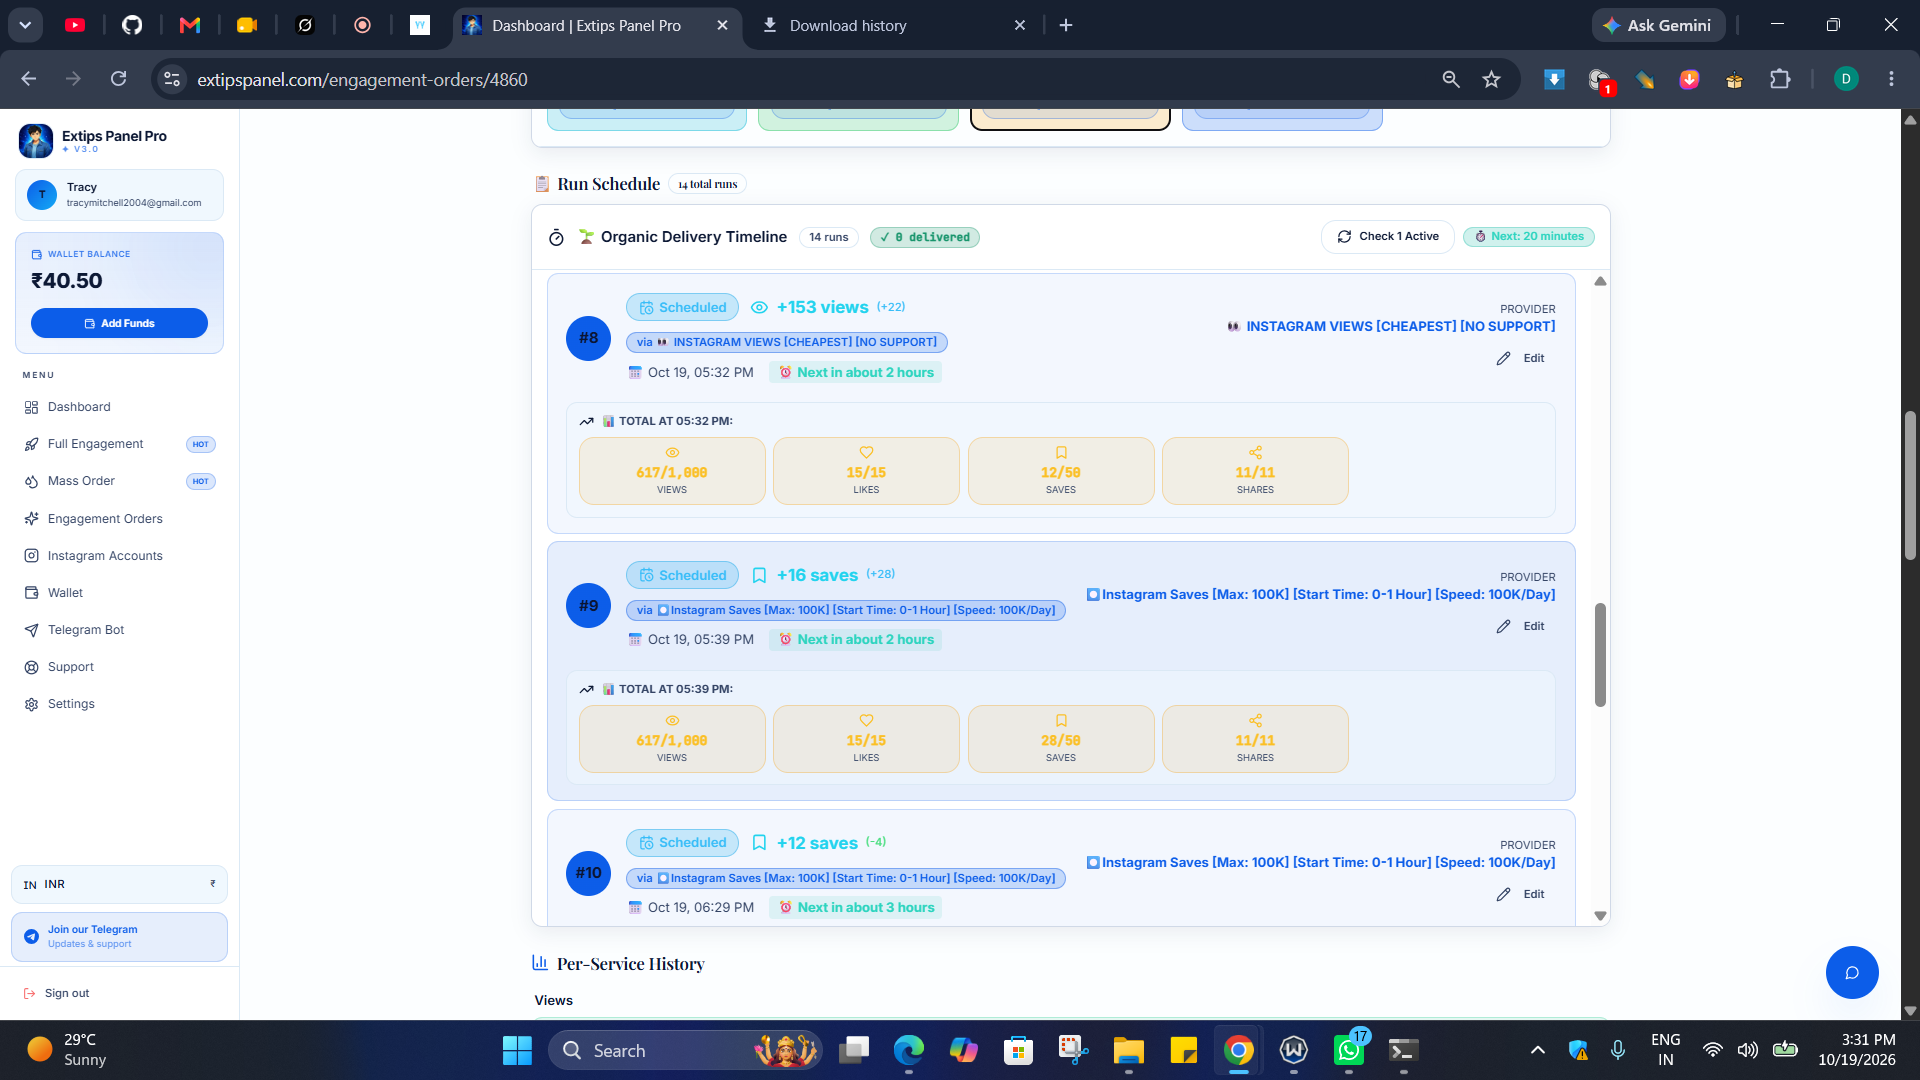 Dashboard | Extips Panel Pro
Download history
Ask Gemini
extipspanel.com/engagement-orders/4860
1
D
Extips Panel Pro
V3.0
T
Tracy
tracymitchell2004@gmail.com
WALLET BALANCE
₹40.50
Add Funds
MENU
Dashboard
Full Engagement HOT
Mass Order HOT
Engagement Orders
Instagram Accounts
Wallet
Telegram Bot
Support
Settings
IN INR ₹
Join our Telegram
Updates & support
Sign out
Run Schedule 14 total runs
Organic Delivery Timeline 14 runs ✓ 0 delivered Check 1 Active Next: 20 minutes
#8
Scheduled +153 views (+22)
via INSTAGRAM VIEWS [CHEAPEST] [NO SUPPORT]
Oct 19, 05:32 PM Next in about 2 hours
PROVIDER
INSTAGRAM VIEWS [CHEAPEST] [NO SUPPORT]
Edit
TOTAL AT 05:32 PM:
617/1,000 15/15 12/50 11/11
VIEWS LIKES SAVES SHARES
#9
Scheduled +16 saves (+28)
via Instagram Saves [Max: 100K] [Start Time: 0-1 Hour] [Speed: 100K/Day]
Oct 19, 05:39 PM Next in about 2 hours
PROVIDER
Instagram Saves [Max: 100K] [Start Time: 0-1 Hour] [Speed: 100K/Day]
Edit
TOTAL AT 05:39 PM:
617/1,000 15/15 28/50 11/11
VIEWS LIKES SAVES SHARES
#10
Scheduled +12 saves (-4)
via Instagram Saves [Max: 100K] [Start Time: 0-1 Hour] [Speed: 100K/Day]
Oct 19, 06:29 PM Next in about 3 hours
PROVIDER
Instagram Saves [Max: 100K] [Start Time: 0-1 Hour] [Speed: 100K/Day]
Edit
Per-Service History
Views
29°C
Sunny
Search
17
ENG
IN
3:31 PM
10/19/2026